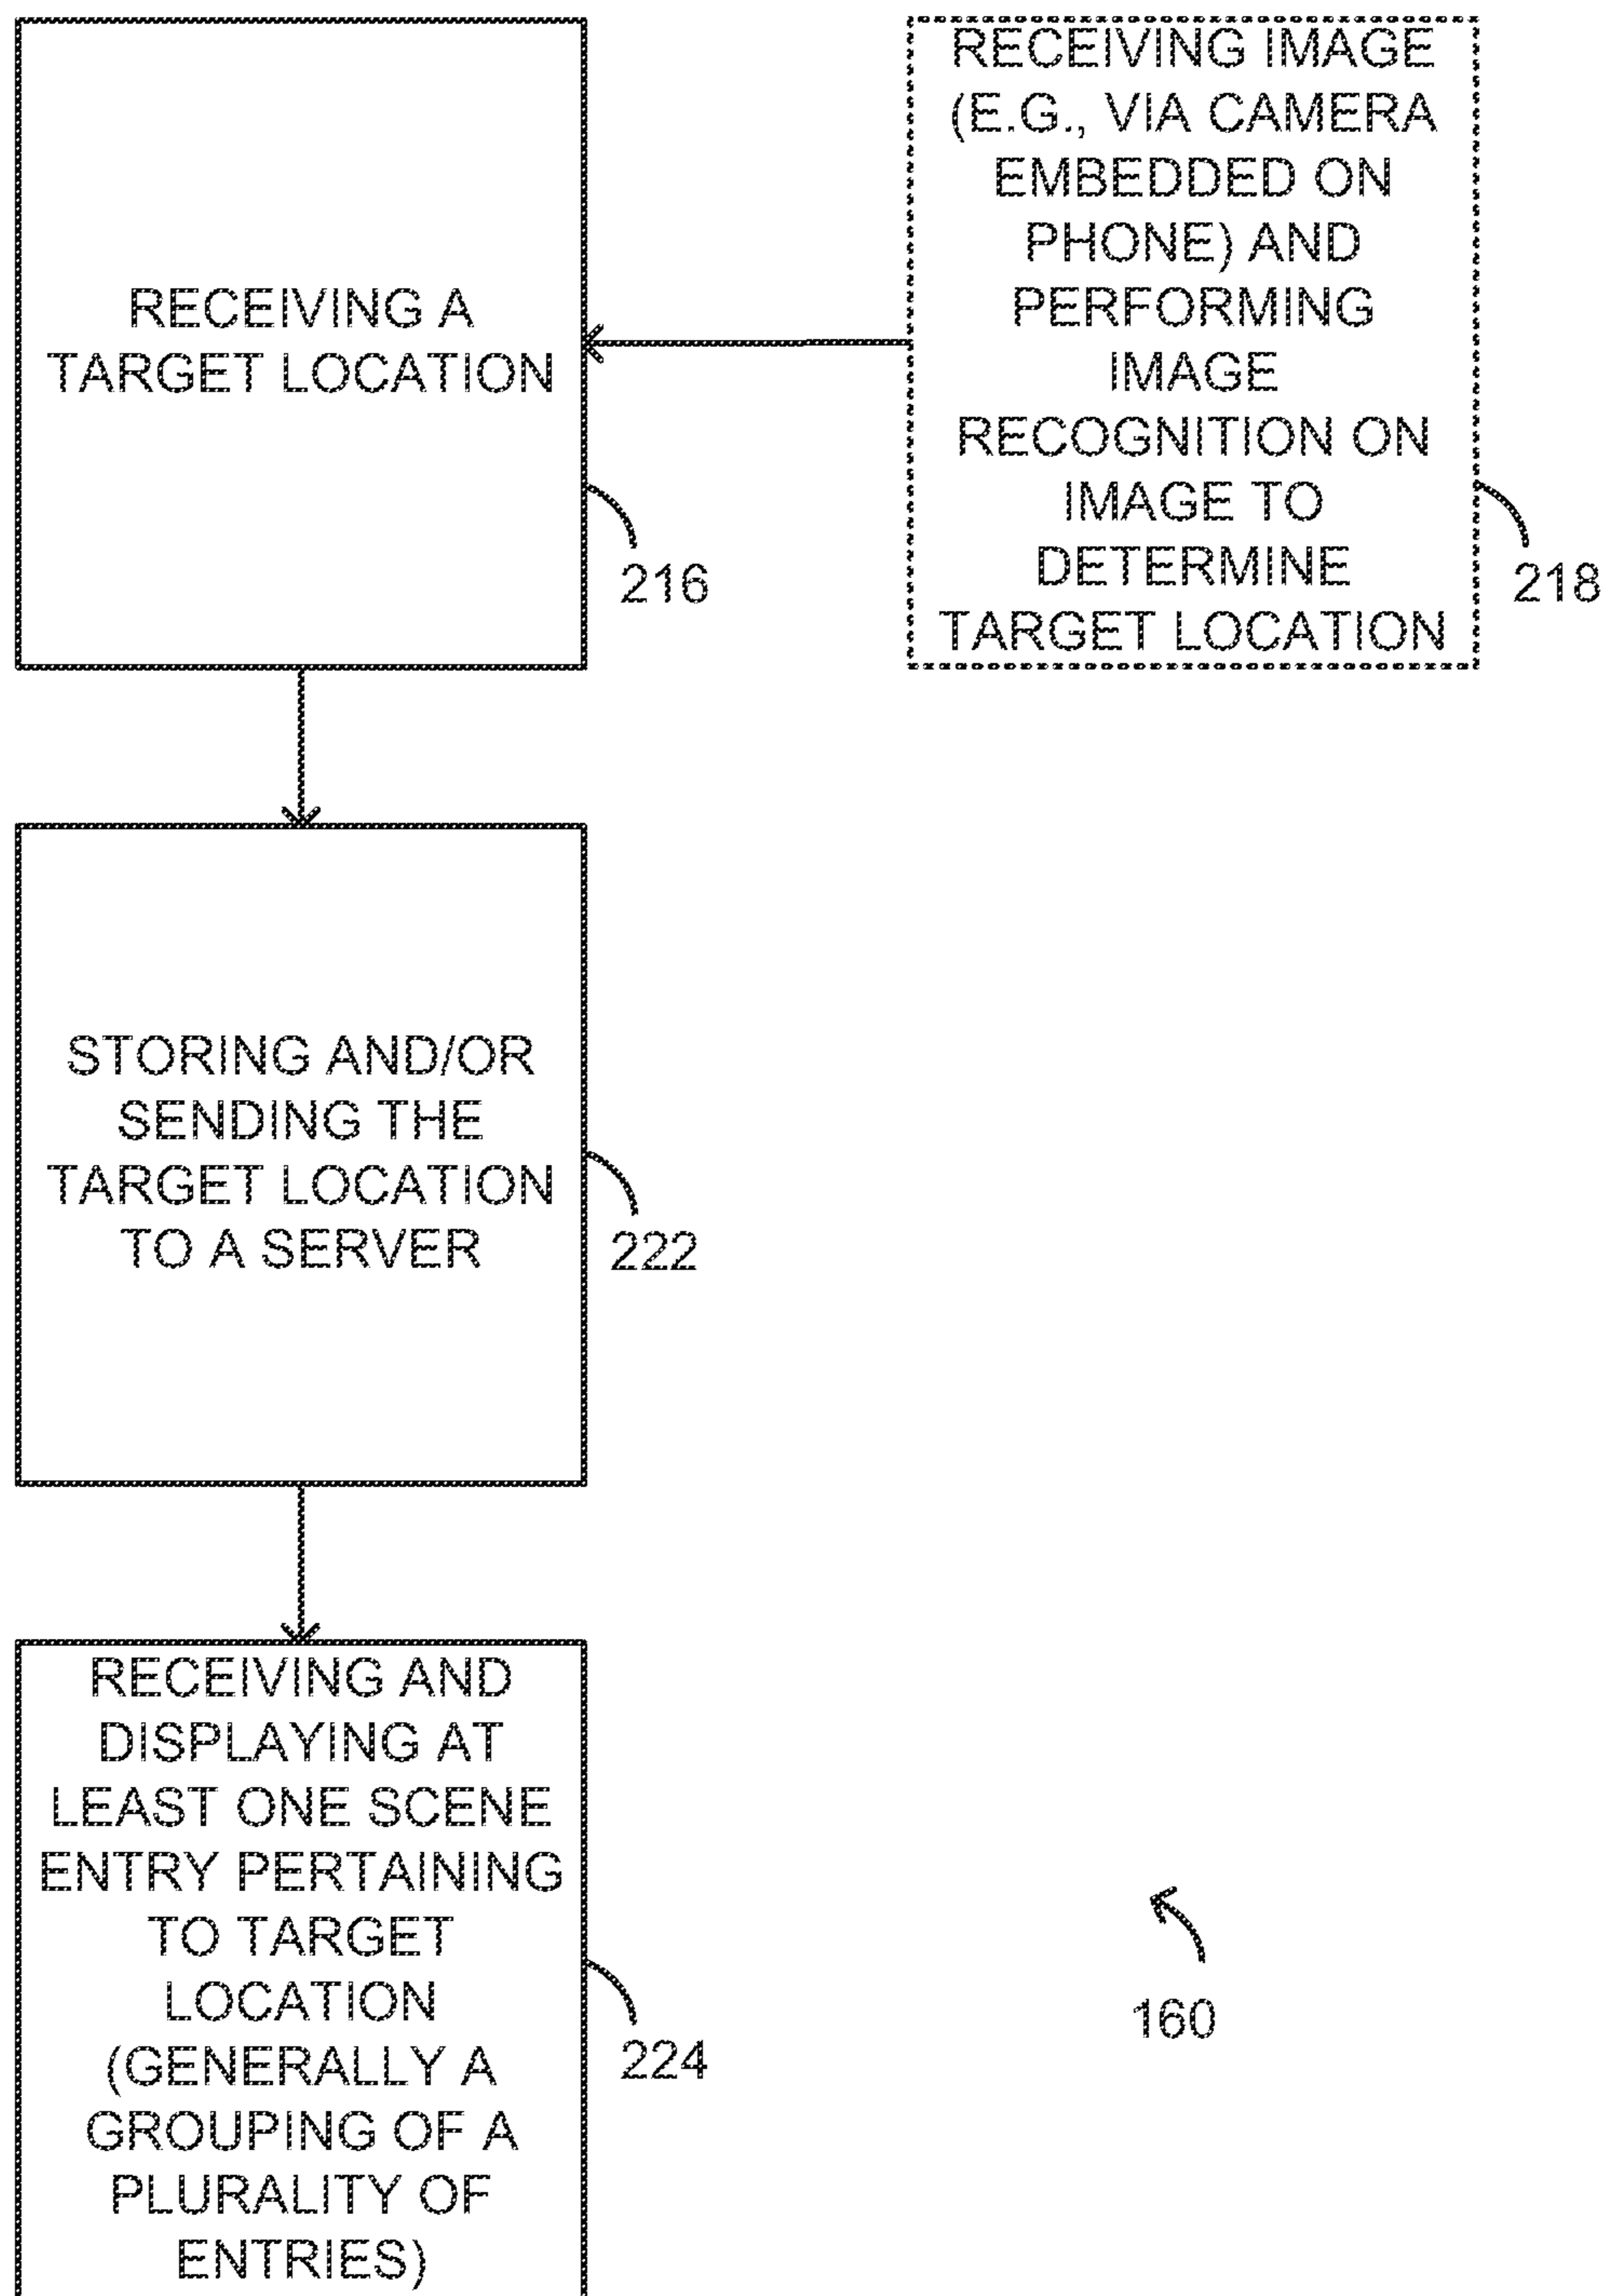 RECEIVING A
TARGET LOCATION
216
RECEIVING IMAGE
(E.G., VIA CAMERA
EMBEDDED ON
PHONE) AND
PERFORMING
IMAGE
RECOGNITION ON
IMAGE TO
DETERMINE
TARGET LOCATION
218
STORING AND/OR
SENDING THE
TARGET LOCATION
TO A SERVER
222
RECEIVING AND
DISPLAYING AT
LEAST ONE SCENE
ENTRY PERTAINING
TO TARGET
LOCATION
(GENERALLY A
GROUPING OF A
PLURALITY OF
ENTRIES)
224
160